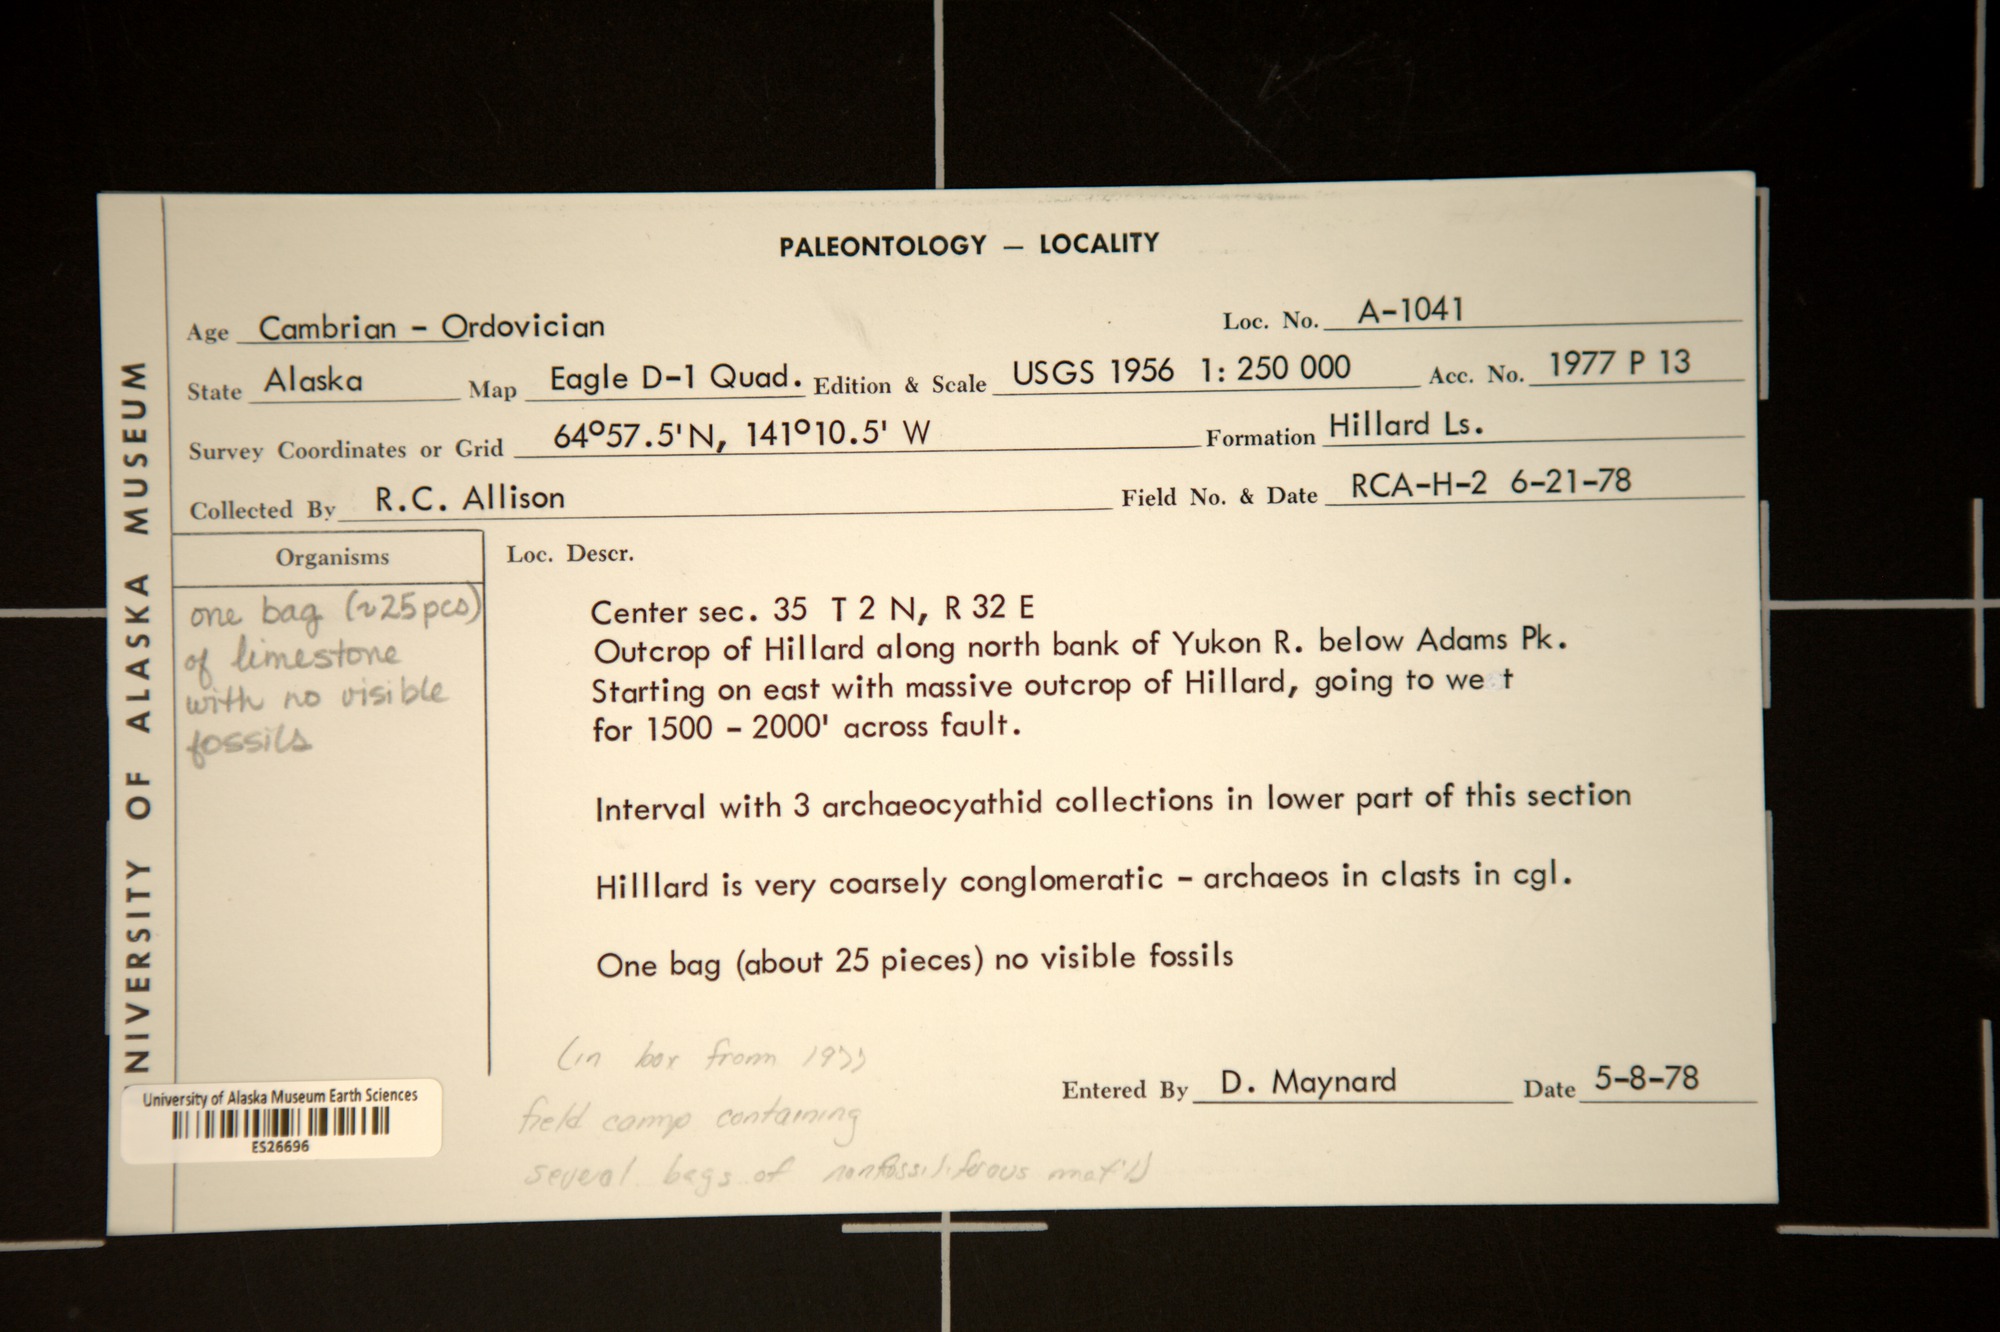 PALEONTOLOGY — LOCALITY
Age Cambrian - Ordovician Loc. No. A-1041
State Alaska Map Eagle D-1 Quad. Edition & Scale USGS 1956 1: 250 000 Acc. No. 1977 P 13
Survey Coordinates or Grid 64°57.5'N, 141°10.5' W Formation Hillard Ls.
Collected By R.C. Allison Field No. & Date RCA-H-2 6-21-78
Organisms
one bag (~25pcs)
of limestone
with no visible
fossils
Loc. Descr.
Center sec. 35 T 2 N, R 32 E
Outcrop of Hillard along north bank of Yukon R. below Adams Pk.
Starting on east with massive outcrop of Hillard, going to we t
for 1500 - 2000' across fault.
Interval with 3 archaeocyathid collections in lower part of this section
Hilllard is very coarsely conglomeratic - archaeos in clasts in cgl.
One bag (about 25 pieces) no visible fossils
(in box from 1977
field camp containing
several bags of nonfossiliferous mat'l)
Entered By D. Maynard Date 5-8-78
NIVERSITY OF ALASKA MUSEUM
University of Alaska Museum Earth Sciences
ES26696